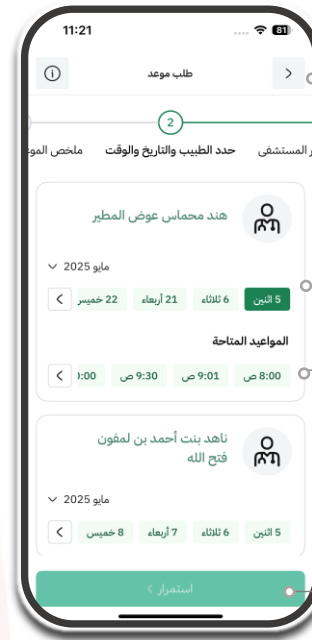 11:21
81
طلب موعد
2
ر المستشفى
حدد الطبيب والتاريخ والوقت
ملخص المو
هند محماس عوض المطير
مايو 2025
5 اثنين
6 ثلاثاء
21 أربعاء
22 خميس
المواعيد المتاحة
8:00 ص
9:01 ص
9:30 ص
0:00
ناهد بنت أحمد بن لمفون
فتح الله
مايو 2025
5 اثنين
6 ثلاثاء
7 أربعاء
8 خميس
استمرار